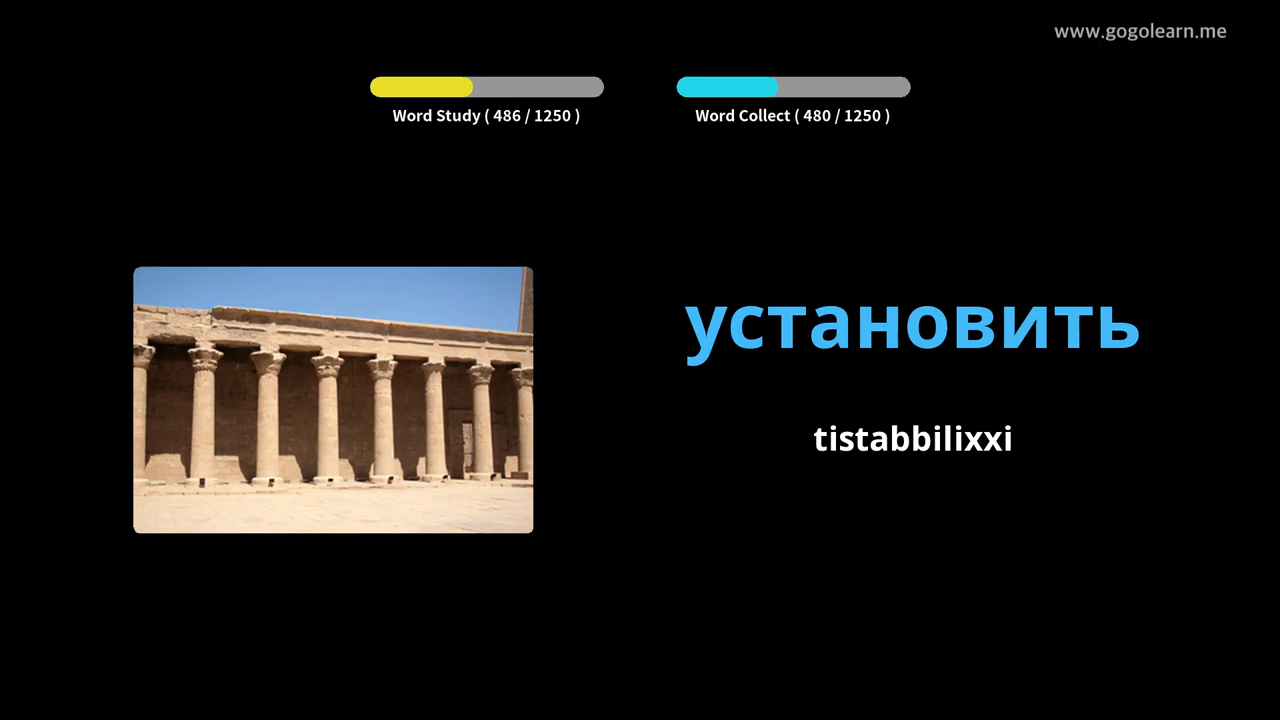 www.gogolearn.me
Word Study ( 486 / 1250 )
Word Collect ( 480 / 1250 )
установить
tistabbilixxi